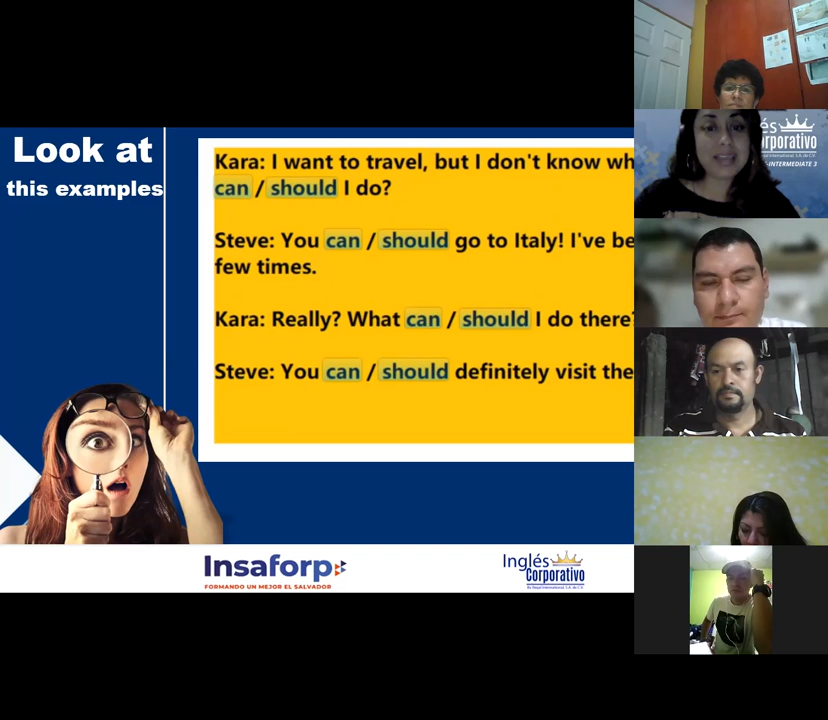 Look at
this examples
Kara: I want to travel, but I don't know
can / should I do?
Steve: You can / should go to Italy! I've
few times.
Kara: Really? What can / should I do there?
Steve: You can / should definitely visit the
Insaforp
FORMANDO UN MEJOR EL SALVADOR
Inglés
Corporativo
-INTERMEDIATE 3